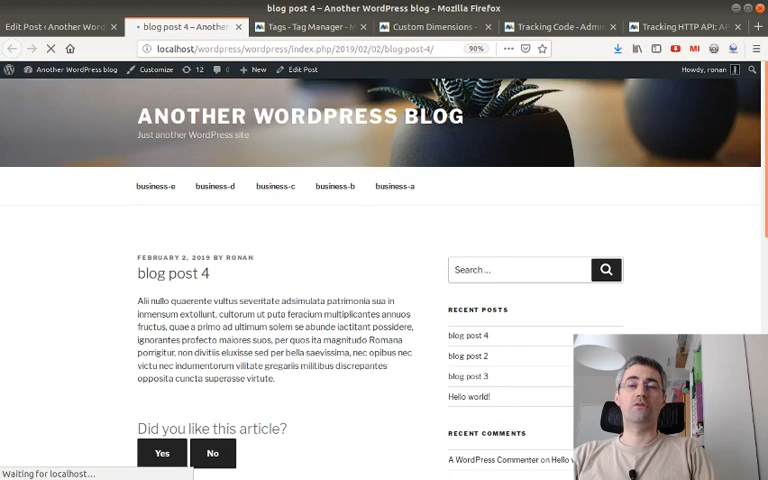 blog post 4 – Another WordPress blog - Mozilla Firefox
Edit Post ‹ Another Word
blog post 4 – Another Wor
Tags - Tag Manager - M
Custom Dimensions -
Tracking Code - Admi
Tracking HTTP API: A
localhost/wordpress/wordpress/index.php/2019/02/02/blog-post-4/
90%
Another WordPress blog
Customize
12
0
New
Edit Post
Howdy, ronan
ANOTHER WORDPRESS BLOG
Just another WordPress site
business-e
business-d
business-c
business-b
business-a
FEBRUARY 2, 2019 BY RONAN
blog post 4
Alii nullo quaerente vultus severitate adsimulata patrimonia sua in
inmensum extollunt, cultorum ut puta feracium multiplicantes annuos
fructus, quae a primo ad ultimum solem se abunde iactitant possidere,
ignorantes profecto maiores suos, per quos ita magnitudo Romana
porrigitur, non divitiis eluxisse sed per bella saevissima, nec opibus nec
victu nec indumentorum vilitate gregariis militibus discrepantes
opposita cuncta superasse virtute.
Did you like this article?
Yes
No
Search …
RECENT POSTS
blog post 4
blog post 2
blog post 3
Hello world!
RECENT COMMENTS
A WordPress Commenter on Hello
Waiting for localhost…